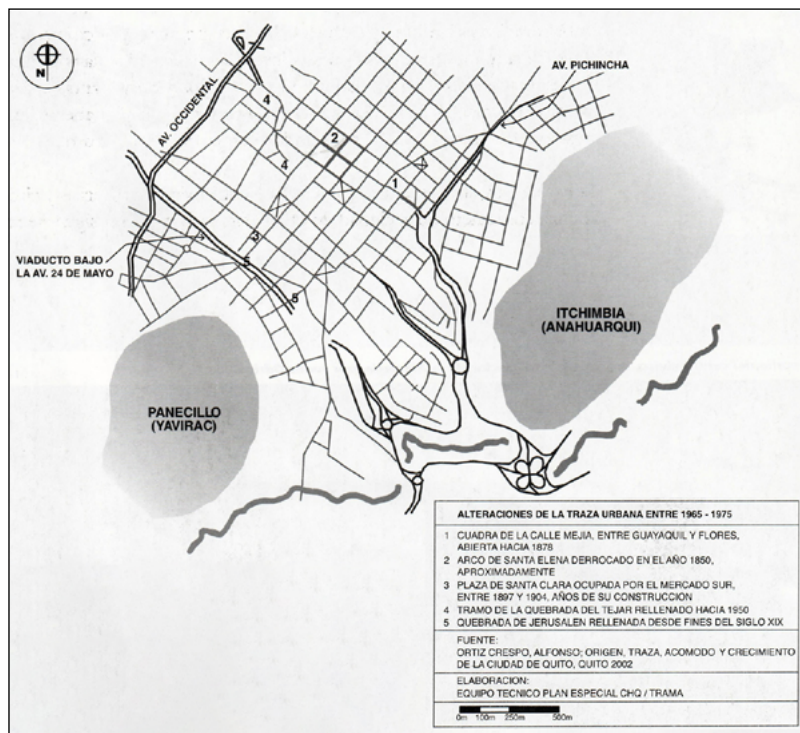 N
AV. OCCIDENTAL
AV. PICHINCHA
4
2
4
1
3
5
5
VIADUCTO BAJO
LA AV. 24 DE MAYO
ITCHIMBIA
(ANAHUARQUI)
PANECILLO
(YAVIRAC)
ALTERACIONES DE LA TRAZA URBANA ENTRE 1965 - 1975
1 CUADRA DE LA CALLE MEJIA, ENTRE GUAYAQUIL Y FLORES,
ABIERTA HACIA 1878
2 ARCO DE SANTA ELENA DERROCADO EN EL AÑO 1850,
APROXIMADAMENTE
3 PLAZA DE SANTA CLARA OCUPADA POR EL MERCADO SUR,
ENTRE 1897 Y 1904, AÑOS DE SU CONSTRUCCION
4 TRAMO DE LA QUEBRADA DEL TEJAR RELLENADO HACIA 1950
5 QUEBRADA DE JERUSALEN RELLENADA DESDE FINES DEL SIGLO XIX
FUENTE:
ORTIZ CRESPO, ALFONSO; ORIGEN, TRAZA, ACOMODO Y CRECIMIENTO
DE LA CIUDAD DE QUITO, QUITO 2002
ELABORACION:
EQUIPO TECNICO PLAN ESPECIAL CHQ / TRAMA
0m 100m 250m 500m